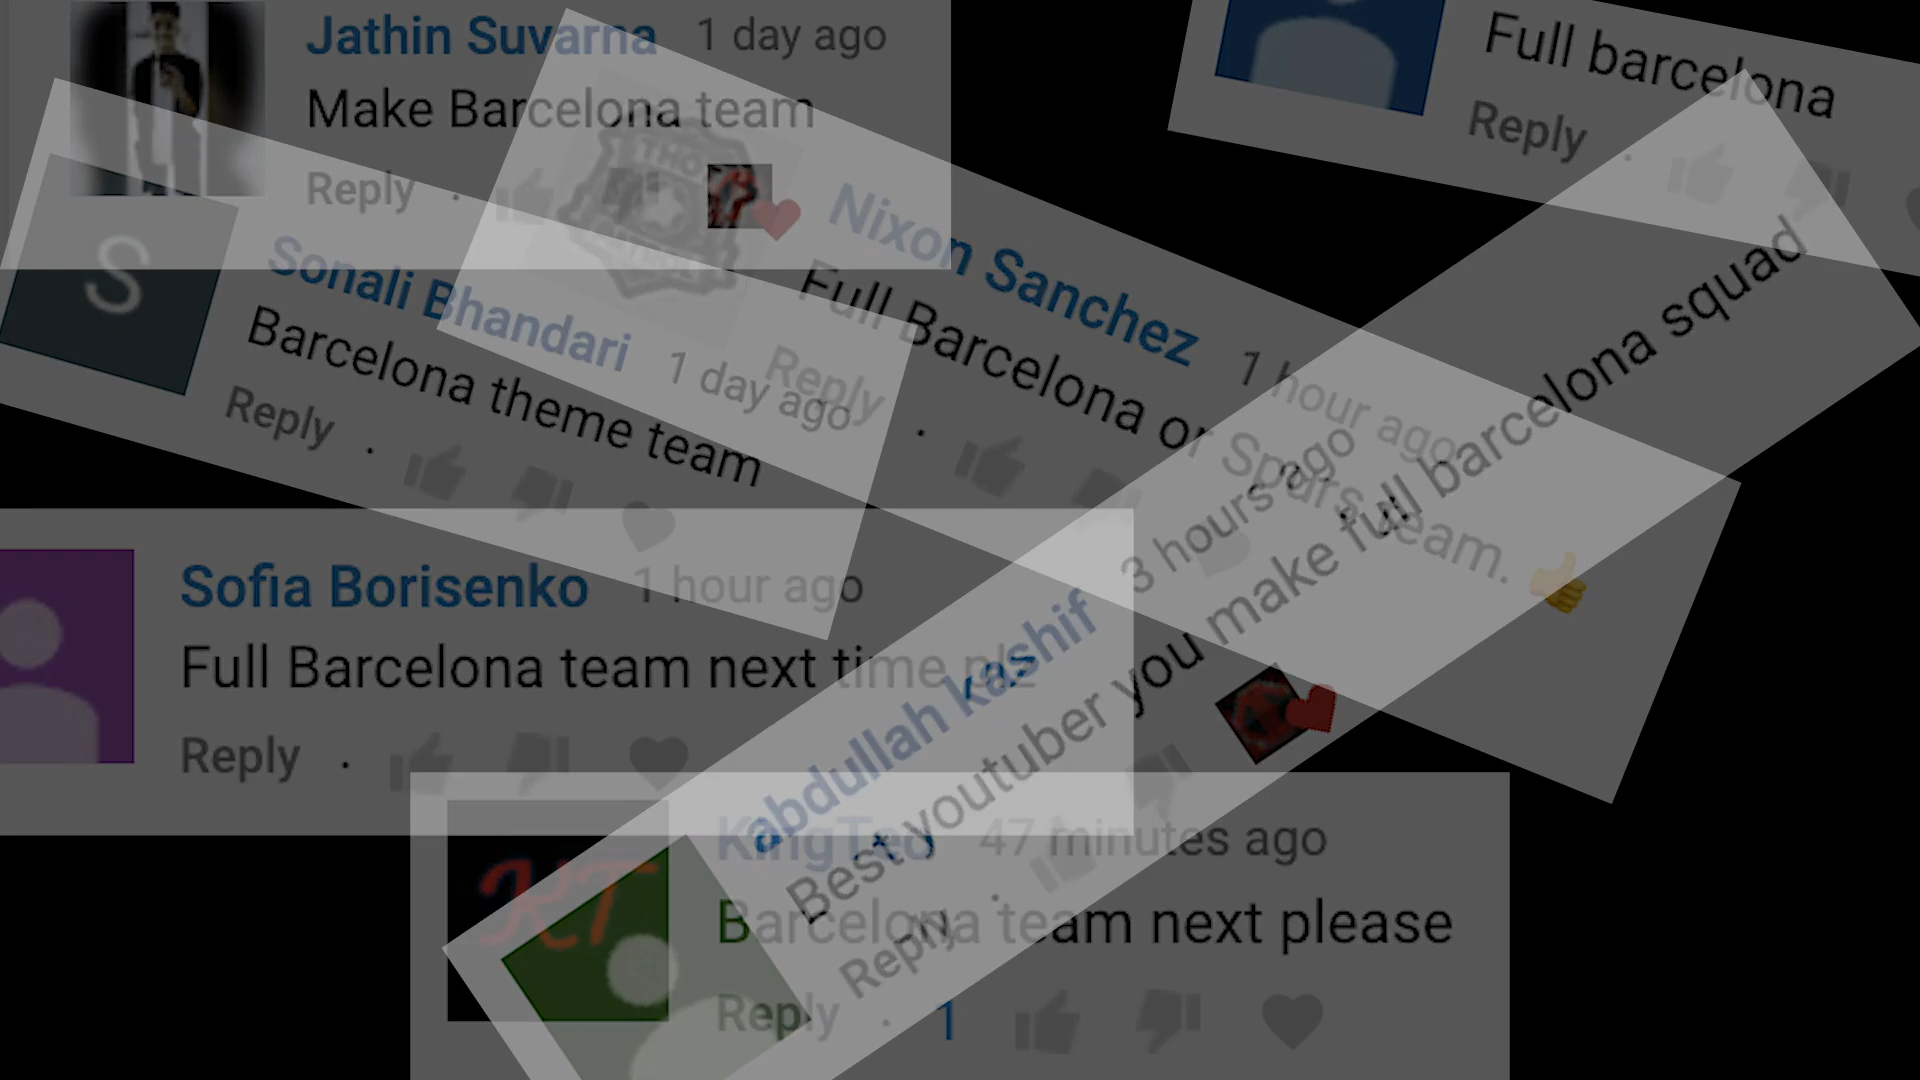 Jathin Suvarna 1 day ago
Make Barcelona team
Reply
Full barcelona
Reply
S
Sonali Bhandari 1 day ago
Barcelona theme team
Reply
Nixon Sanchez 1 hour ago
Full Barcelona or Spurs team. 👍
Reply
Sofia Borisenko 1 hour ago
Full Barcelona team next time plz
Reply
abdullah kashif 3 hours ago
Best youtuber you make full barcelona squad
Reply
KT
KingTed 47 minutes ago
Barcelona team next please
Reply 1